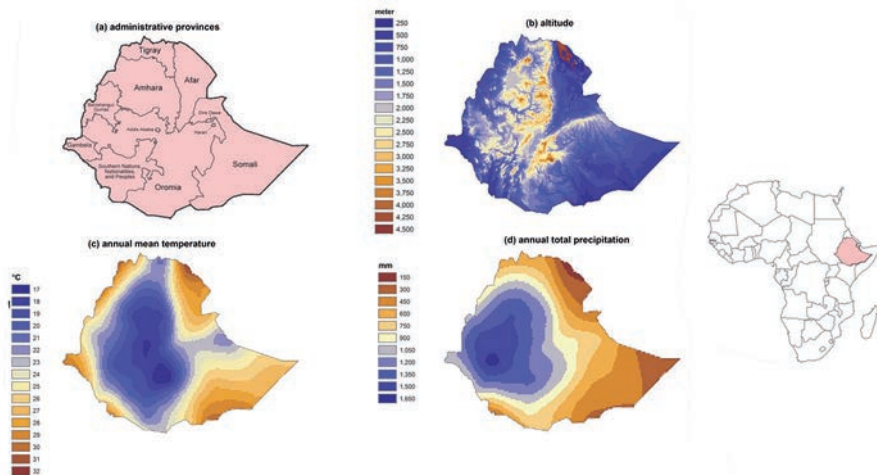 (a) administrative provinces
Tigray
Afar
Amhara
Benishangul
Gumuz
Dire Dawa
Addis Ababa
Harari
Gambela
Southern Nations,
Nationalities,
and Peoples
Somali
Oromia
meter
(b) altitude
250
500
750
1,000
1,250
1,500
1,750
2,000
2,250
2,500
2,750
3,000
3,250
3,500
3,750
4,000
4,250
4,500
(c) annual mean temperature
°C
17
18
19
20
21
22
23
24
25
26
27
28
29
30
31
32
(d) annual total precipitation
mm
150
300
450
600
750
900
1.050
1.200
1.350
1.500
1.650